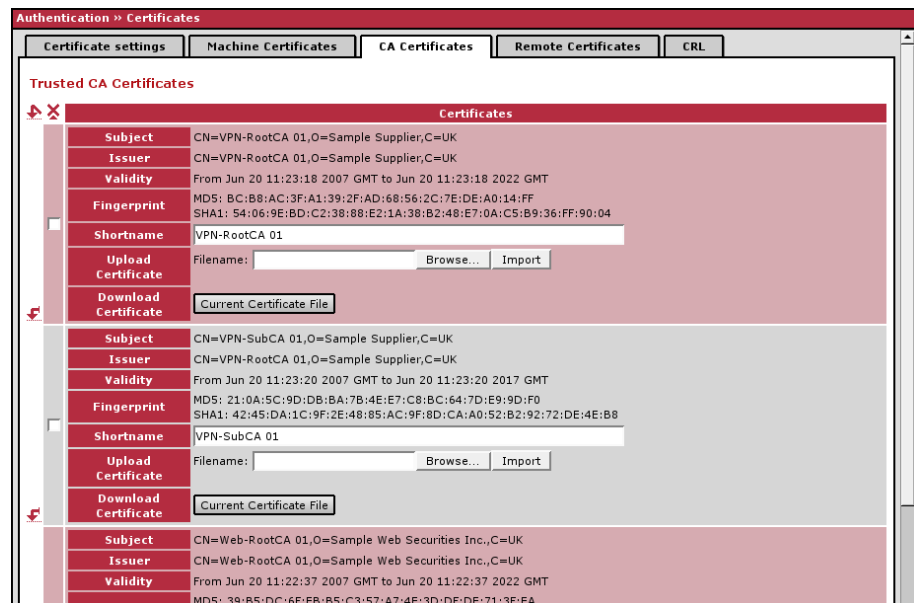 Authentication » Certificates
Certificate settings Machine Certificates CA Certificates Remote Certificates CRL
Trusted CA Certificates
Certificates
Subject CN=VPN-RootCA 01,O=Sample Supplier,C=UK
Issuer CN=VPN-RootCA 01,O=Sample Supplier,C=UK
Validity From Jun 20 11:23:18 2007 GMT to Jun 20 11:23:18 2022 GMT
Fingerprint MD5: BC:B8:AC:3F:A1:39:2F:AD:68:56:2C:7E:DE:A0:14:FF
SHA1: 54:06:9E:BD:C2:38:88:E2:1A:38:B2:48:E7:0A:C5:B9:36:FF:90:04
Shortname VPN-RootCA 01
Upload Certificate Filename: Browse... Import
Download Certificate Current Certificate File
Subject CN=VPN-SubCA 01,O=Sample Supplier,C=UK
Issuer CN=VPN-RootCA 01,O=Sample Supplier,C=UK
Validity From Jun 20 11:23:20 2007 GMT to Jun 20 11:23:20 2017 GMT
Fingerprint MD5: 21:0A:5C:9D:DB:BA:7B:4E:E7:C8:BC:64:7D:E9:9D:F0
SHA1: 42:45:DA:1C:9F:2E:48:85:AC:9F:8D:CA:A0:52:B2:92:72:DE:4E:B8
Shortname VPN-SubCA 01
Upload Certificate Filename: Browse... Import
Download Certificate Current Certificate File
Subject CN=Web-RootCA 01,O=Sample Web Securities Inc.,C=UK
Issuer CN=Web-RootCA 01,O=Sample Web Securities Inc.,C=UK
Validity From Jun 20 11:22:37 2007 GMT to Jun 20 11:22:37 2022 GMT
MD5: